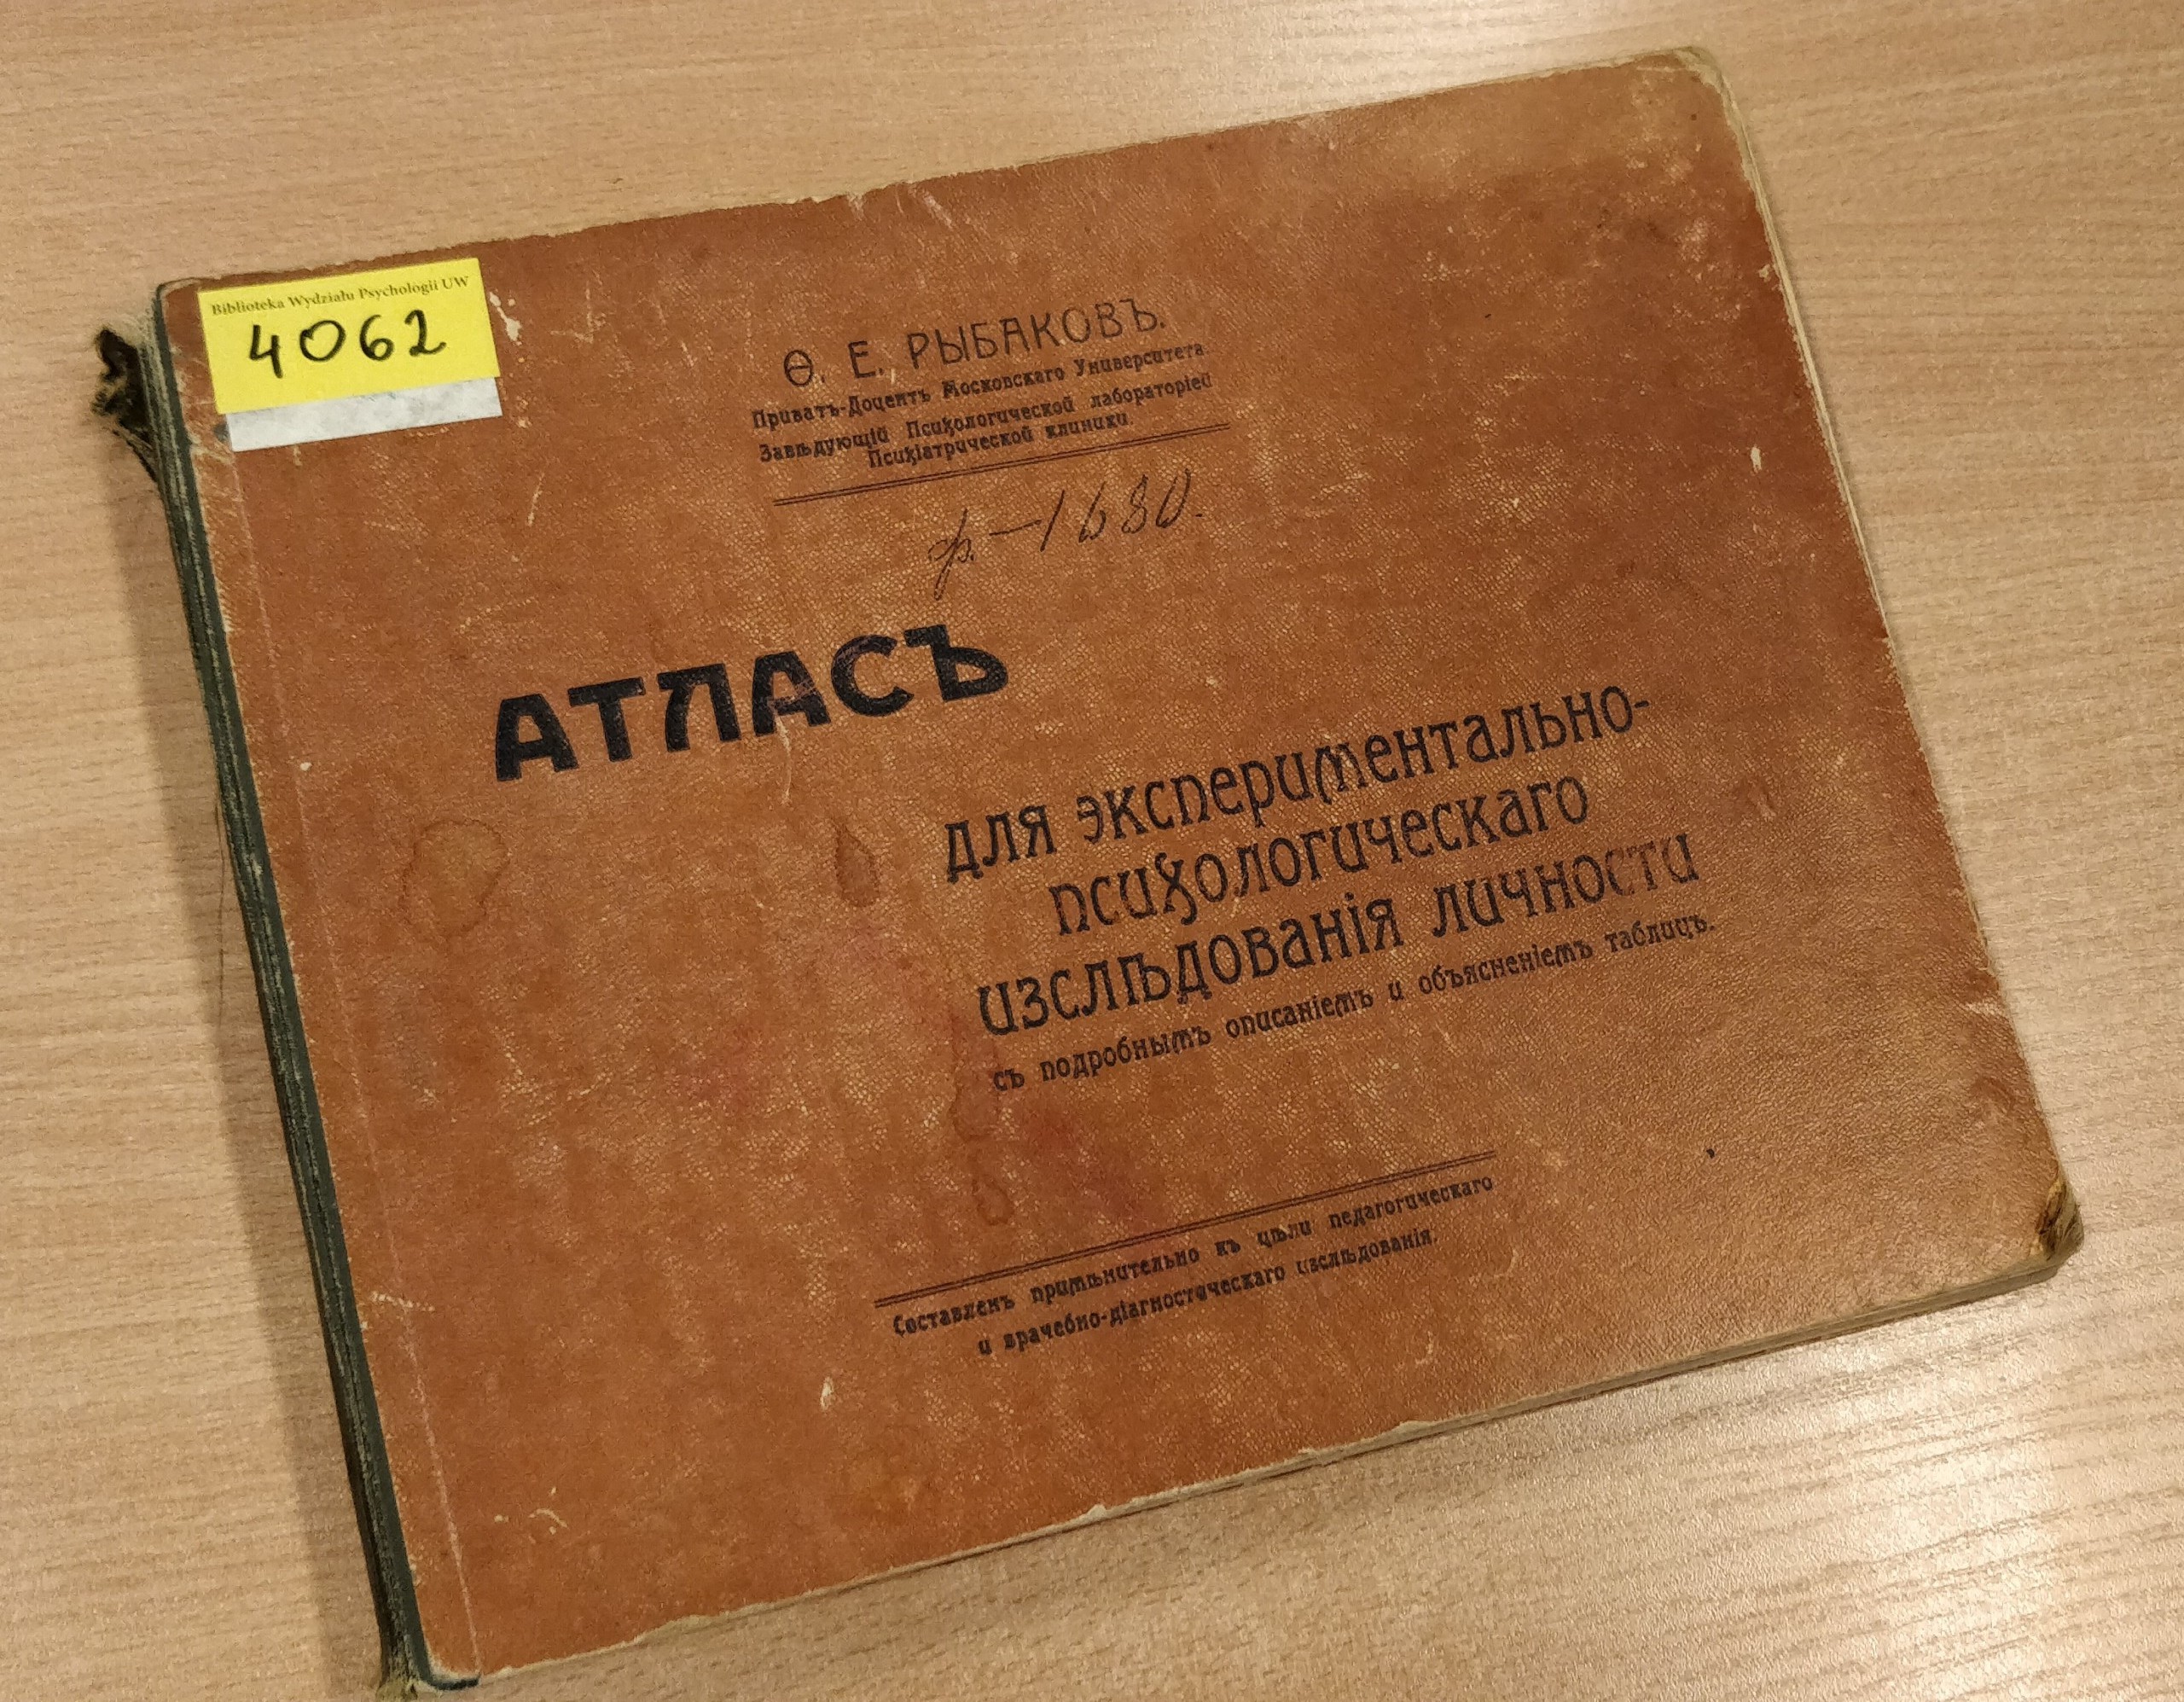 Biblioteka Wydziału Psychologii UW
4062
Ѳ. Е. РЫБАКОВЪ.
Приватъ-Доцентъ Московскаго Университета.
Завѣдующій Психологической лабораторіей
Психіатрической клиники.
ф.-1680.
АТЛАСЪ
для экспериментально-
психологическаго
изслѣдованія личности
съ подробнымъ описаніемъ и объясненіемъ таблицъ.
Составленъ примѣнительно къ цѣли педагогическаго
и врачебно-діагностическаго изслѣдованія.